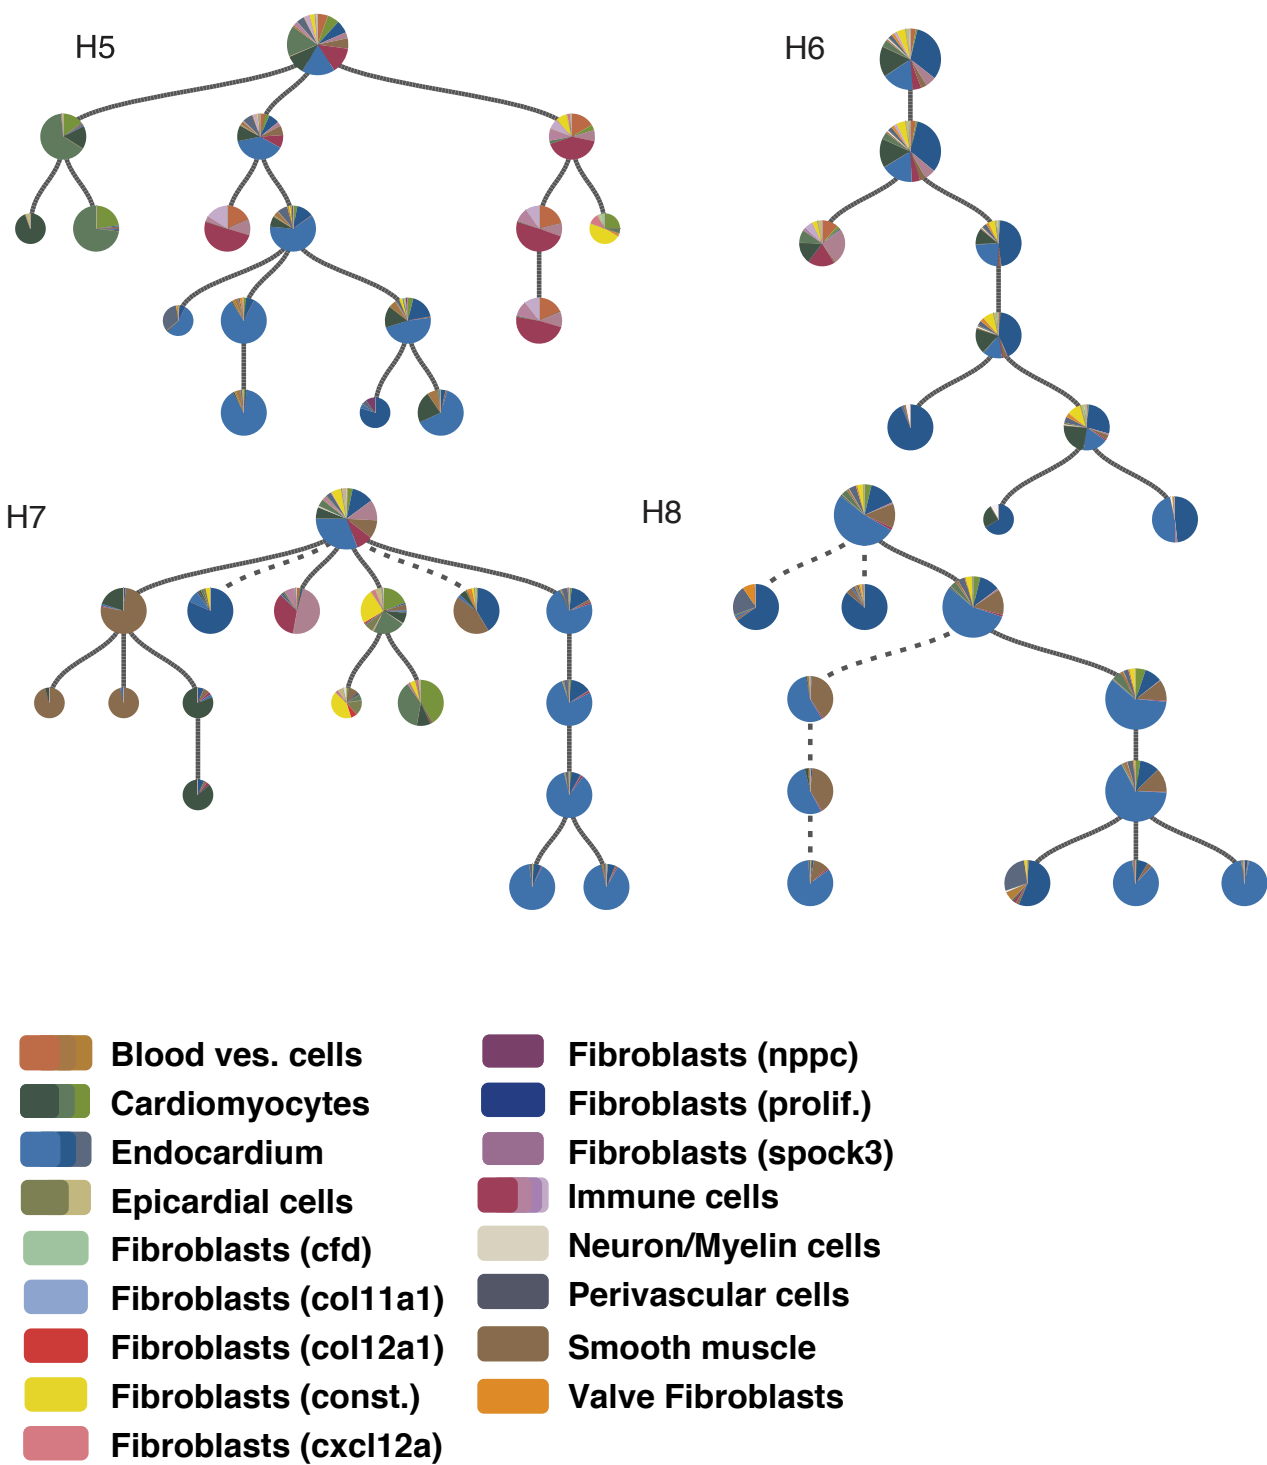 H5
H6
H7
H8
Blood ves. cells
Cardiomyocytes
Endocardium
Epicardial cells
Fibroblasts (cfd)
Fibroblasts (col11a1)
Fibroblasts (col12a1)
Fibroblasts (const.)
Fibroblasts (cxcl12a)
Fibroblasts (nppc)
Fibroblasts (prolif.)
Fibroblasts (spock3)
Immune cells
Neuron/Myelin cells
Perivascular cells
Smooth muscle
Valve Fibroblasts